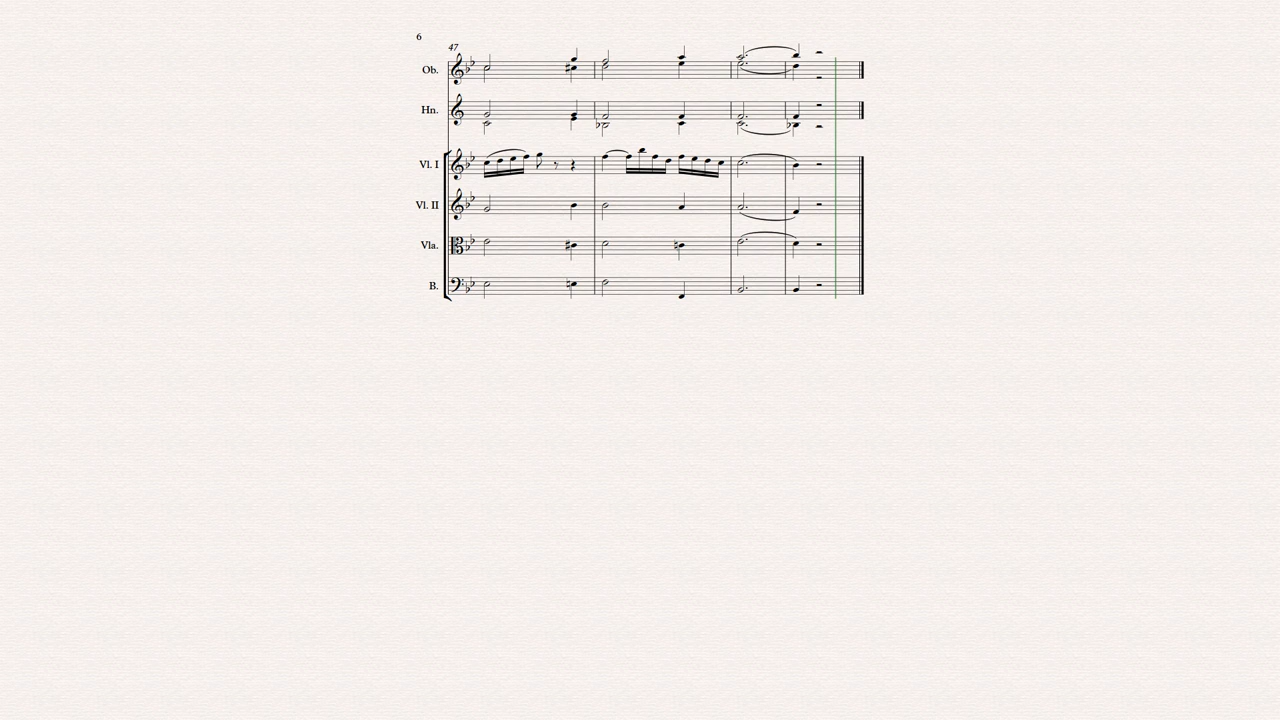 6
47
Ob.
Hn.
Vl. I
Vl. II
Vla.
B.